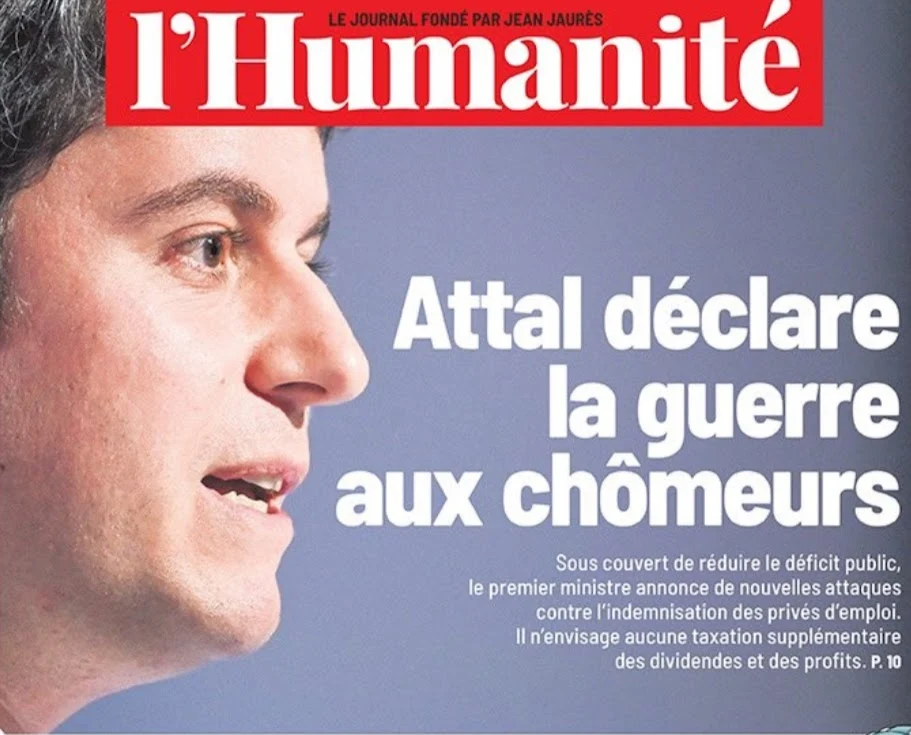 LE JOURNAL FONDÉ PAR JEAN JAURÈS
l'Humanité
Attal déclare
la guerre
aux chômeurs
Sous couvert de réduire le déficit public,
le premier ministre annonce de nouvelles attaques
contre l'indemnisation des privés d'emploi.
Il n'envisage aucune taxation supplémentaire
des dividendes et des profits. P. 10